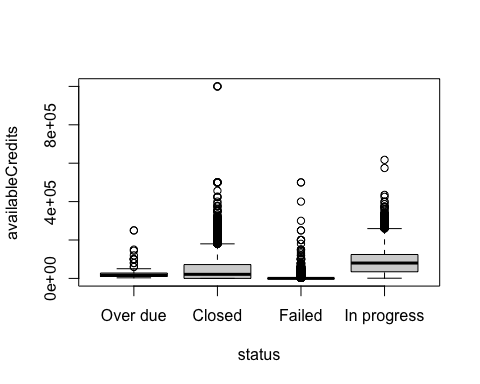 availableCredits
8e+05
4e+05
0e+00
Over due
Closed
Failed
In progress
status